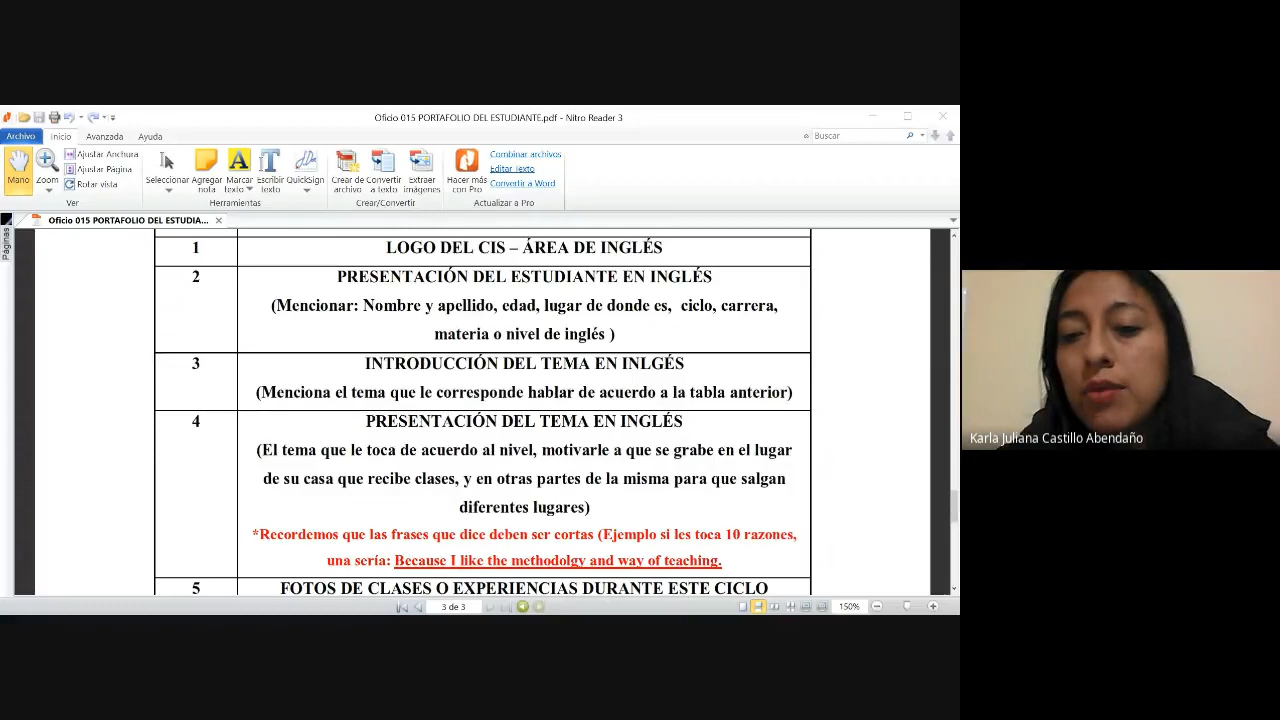 Oficio 015 PORTAFOLIO DEL ESTUDIANTE.pdf - Nitro Reader 3
Archivo Inicio Avanzada Ayuda
Buscar
Mano
Zoom
Ajustar Anchura
Ajustar Página
Rotar vista
Ver
Seleccionar
Agregar nota
Marcar texto
Escribir texto
QuickSign
Herramientas
Crear de archivo
Convertir a texto
Extraer imágenes
Crear/Convertir
Hacer más con Pro
Combinar archivos
Editar Texto
Convertir a Word
Actualizar a Pro
Oficio 015 PORTAFOLIO DEL ESTUDIA...
Páginas
1 LOGO DEL CIS – ÁREA DE INGLÉS
2 PRESENTACIÓN DEL ESTUDIANTE EN INGLÉS
(Mencionar: Nombre y apellido, edad, lugar de donde es, ciclo, carrera,
materia o nivel de inglés )
3 INTRODUCCIÓN DEL TEMA EN INLGÉS
(Menciona el tema que le corresponde hablar de acuerdo a la tabla anterior)
4 PRESENTACIÓN DEL TEMA EN INGLÉS
(El tema que le toca de acuerdo al nivel, motivarle a que se grabe en el lugar
de su casa que recibe clases, y en otras partes de la misma para que salgan
diferentes lugares)
*Recordemos que las frases que dice deben ser cortas (Ejemplo si les toca 10 razones,
una sería: Because I like the methodolgy and way of teaching.
5 FOTOS DE CLASES O EXPERIENCIAS DURANTE ESTE CICLO
3 de 3
150%
Karla Juliana Castillo Abendaño